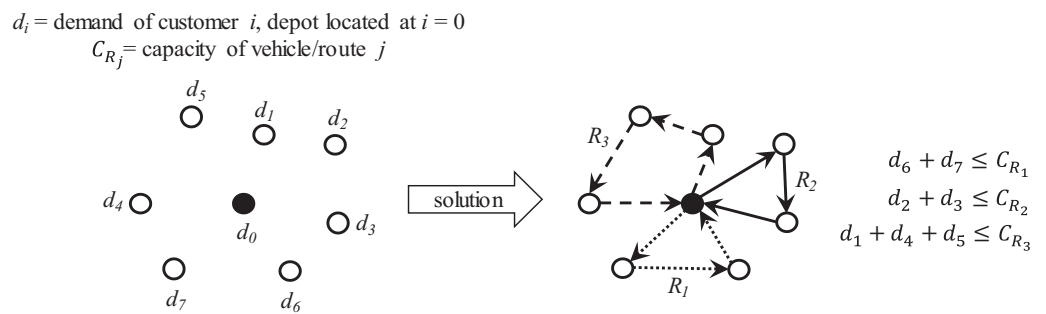 d_i = demand of customer i, depot located at i = 0
C_{R_j} = capacity of vehicle/route j
d_5
d_1
d_2
d_4
d_0
d_3
d_7
d_6
solution
R_3
R_2
R_1
d_6 + d_7 ≤ C_{R_1}
d_2 + d_3 ≤ C_{R_2}
d_1 + d_4 + d_5 ≤ C_{R_3}